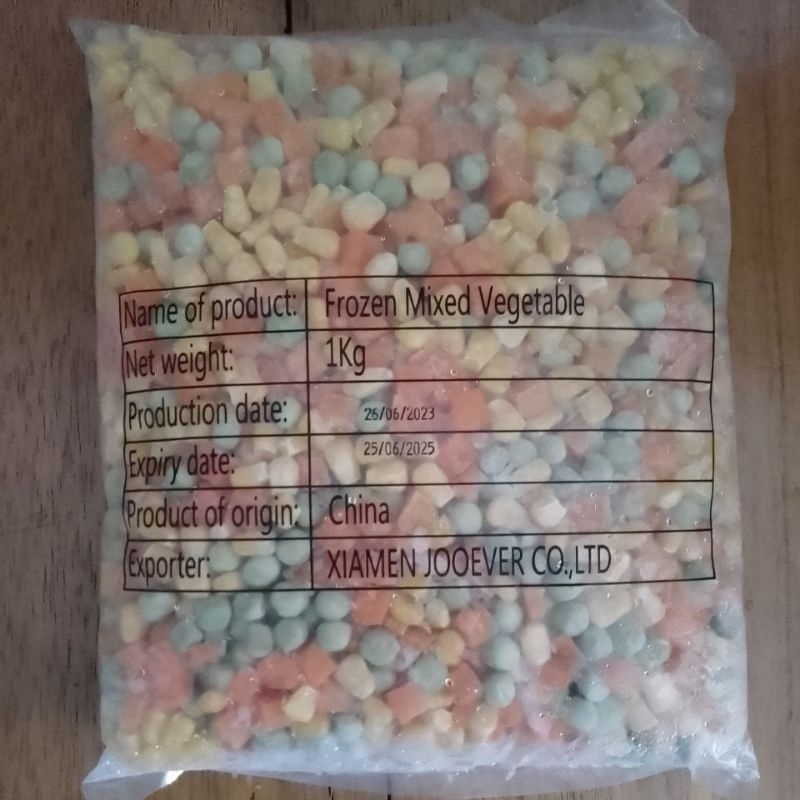 Name of product: Frozen Mixed Vegetable
Net weight: 1Kg
Production date: 26/06/2023
Expiry date: 25/06/2025
Product of origin: China
Exporter: XIAMEN JOOEVER CO.,LTD